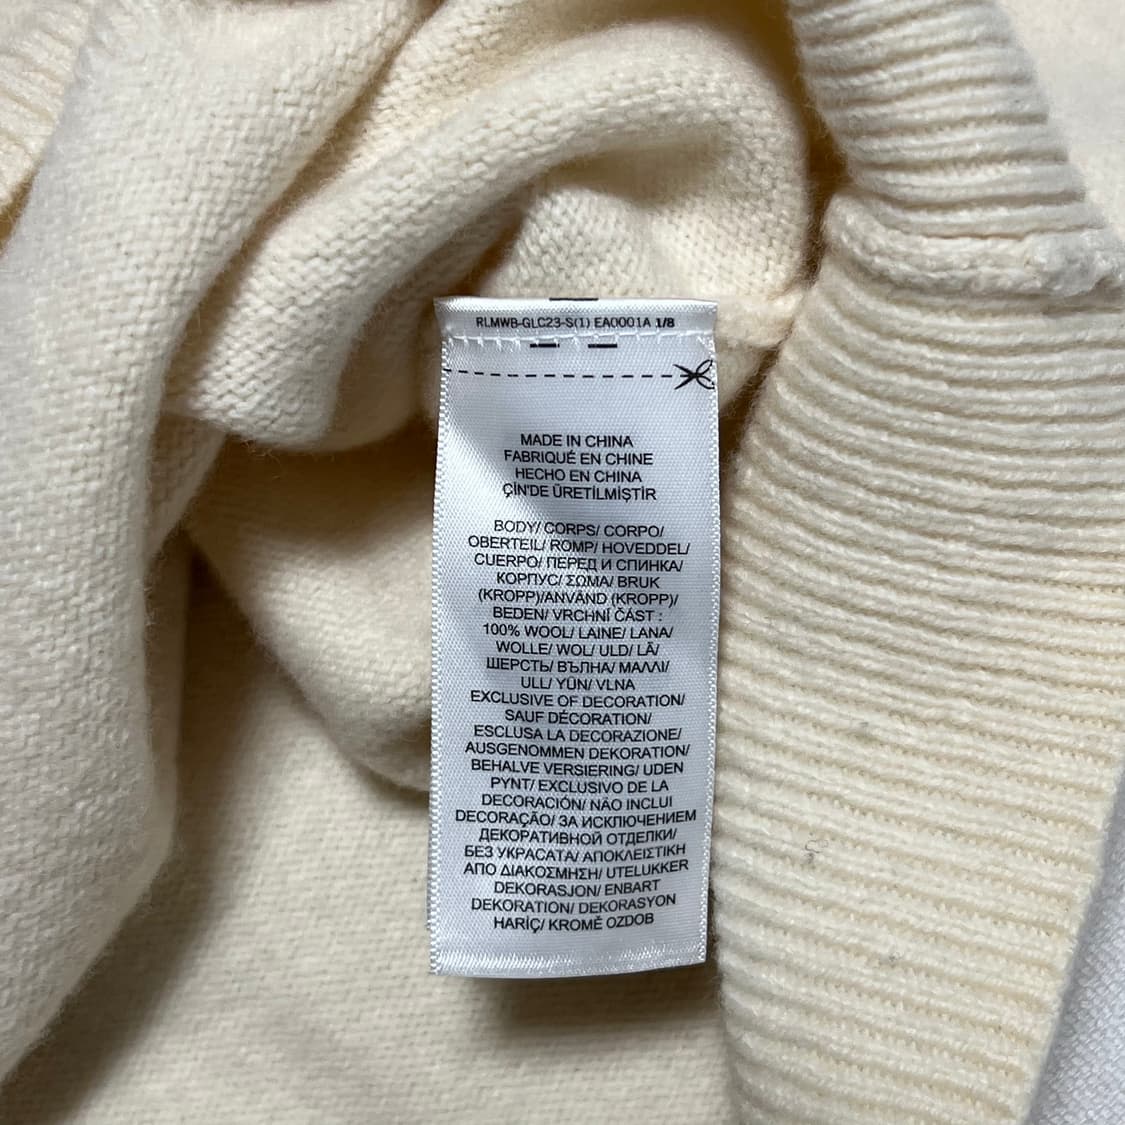 RLMWB-GLC23-S(1) EA0001A 1/8
MADE IN CHINA
FABRIQUÉ EN CHINE
HECHO EN CHINA
ÇİN'DE ÜRETİLMİŞTİR
BODY/ CORPS/ CORPO/
OBERTEIL/ ROMP/ HOVEDDEL/
CUERPO/ ПЕРЕД И СПИНКА/
КОРПУС/ ΣΩΜΑ/ BRUK
(KROPP)/ANVÄND (KROPP)/
BEDEN/ VRCHNÍ ČÁST :
100% WOOL/ LAINE/ LANA/
WOLLE/ WOL/ ULD/ LÃ/
ШЕРСТЬ/ ВЪЛНА/ ΜΑΛΛΙ/
ULL/ YÜN/ VLNA
EXCLUSIVE OF DECORATION/
SAUF DÉCORATION/
ESCLUSA LA DECORAZIONE/
AUSGENOMMEN DEKORATION/
BEHALVE VERSIERING/ UDEN
PYNT/ EXCLUSIVO DE LA
DECORACIÓN/ NÃO INCLUI
DECORAÇÃO/ ЗА ИСКЛЮЧЕНИЕМ
ДЕКОРАТИВНОЙ ОТДЕЛКИ/
БЕЗ УКРАСАТА/ ΑΠΟΚΛΕΙΣΤΙΚΗ
ΑΠΟ ΔΙΑΚΟΣΜΗΣΗ/ UTELUKKER
DEKORASJON/ ENBART
DEKORATION/ DEKORASYON
HARİÇ/ KROMĚ OZDOB